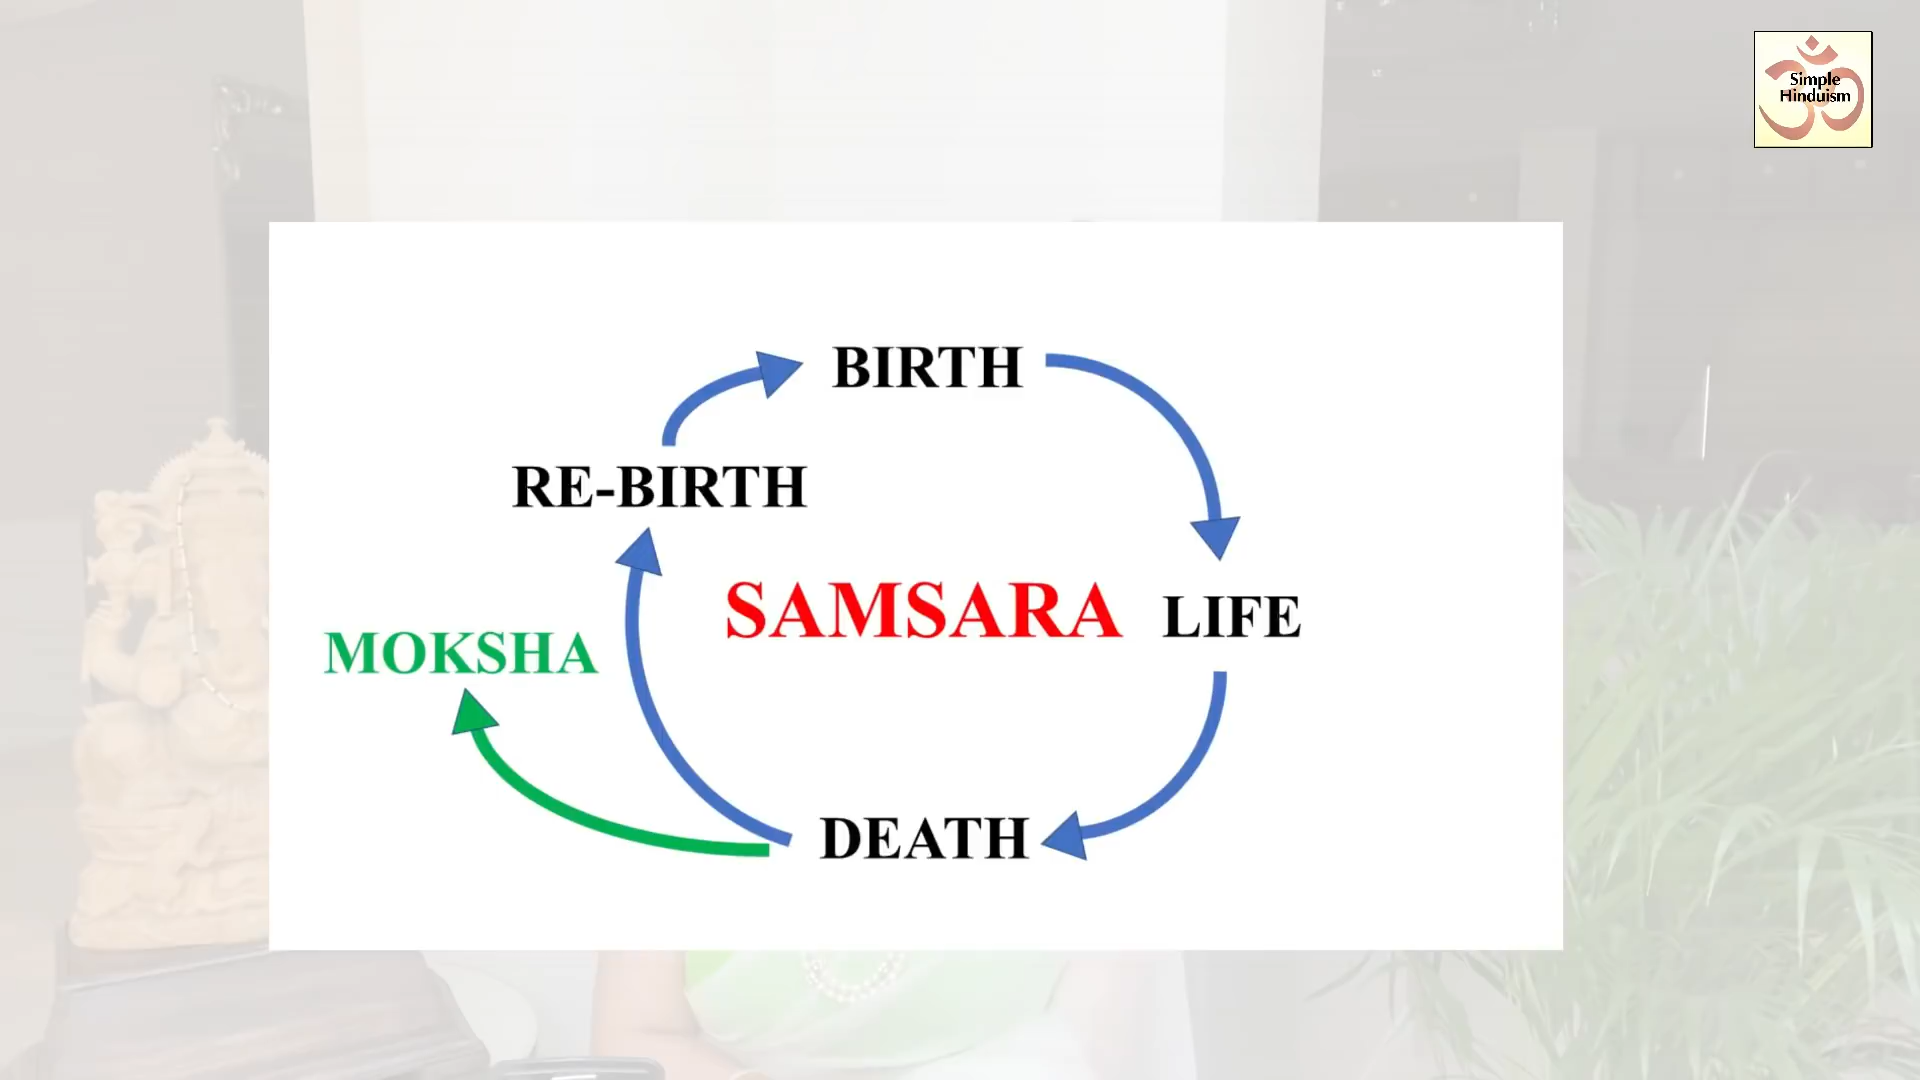 Simple
Hinduism
BIRTH
RE-BIRTH
SAMSARA
LIFE
MOKSHA
DEATH